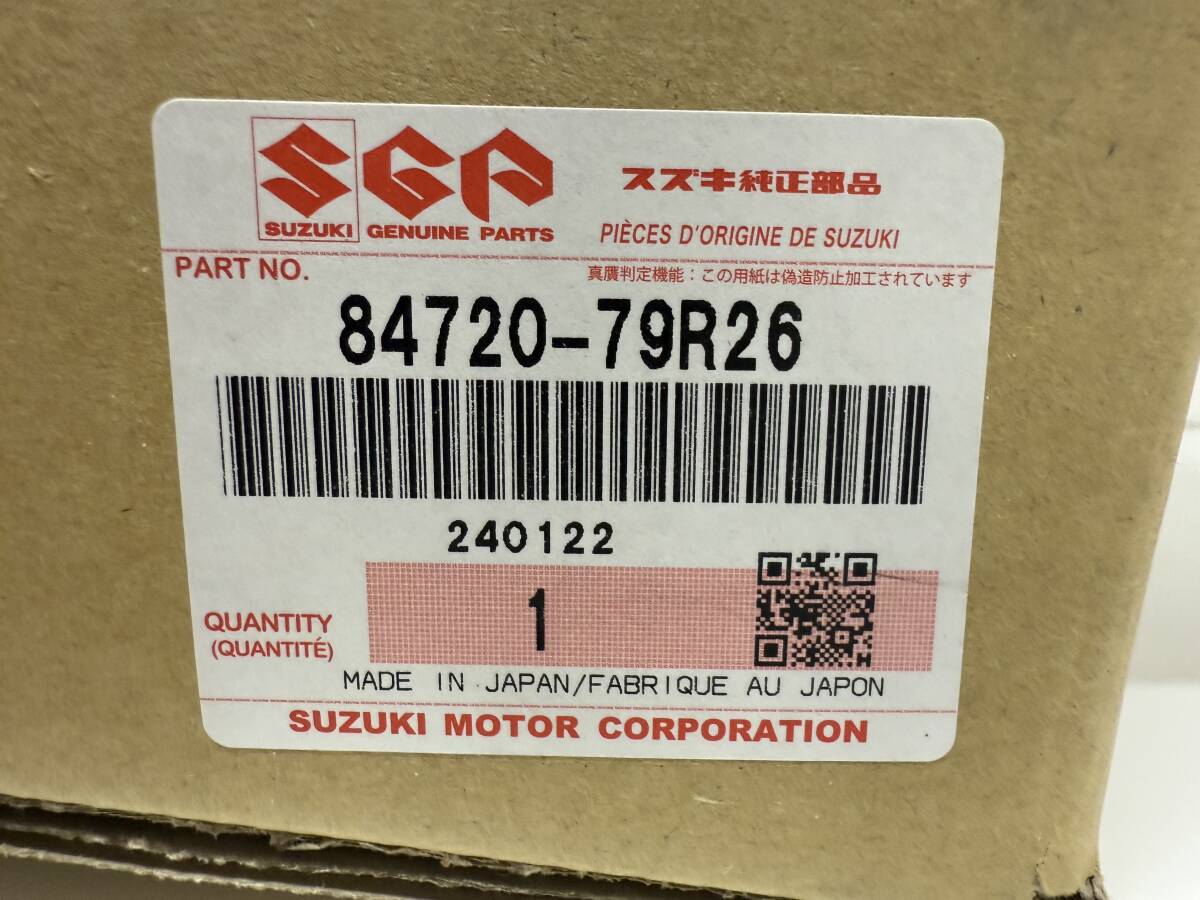 SGP
SUZUKI GENUINE PARTS
スズキ純正部品
PIÈCES D'ORIGINE DE SUZUKI
PART NO.
真贋判定機能：この用紙は偽造防止加工されています
84720-79R26
240122
QUANTITY
(QUANTITÉ)
1
MADE IN JAPAN/FABRIQUE AU JAPON
SUZUKI MOTOR CORPORATION